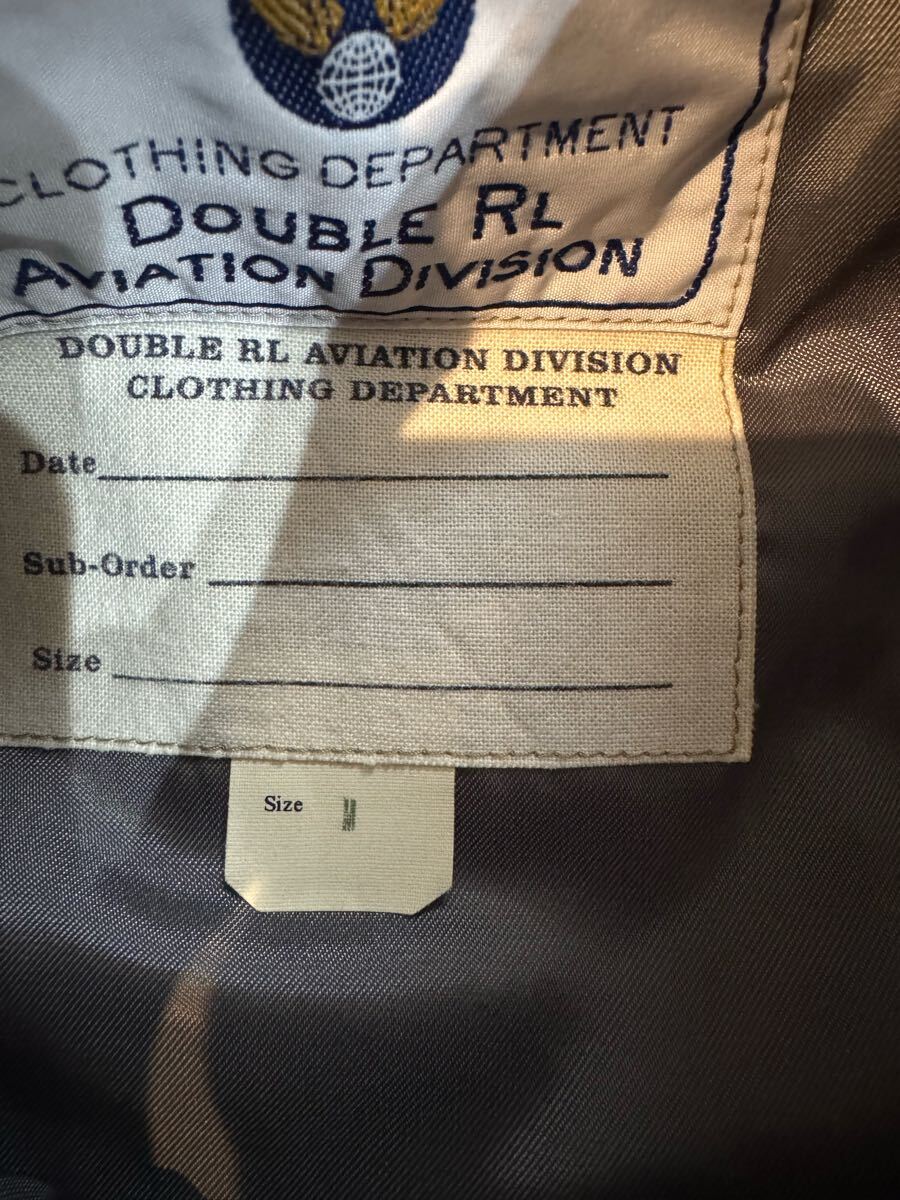 CLOTHING DEPARTMENT
DOUBLE RL
AVIATION DIVISION
DOUBLE RL AVIATION DIVISION
CLOTHING DEPARTMENT
Date
Sub-Order
Size
Size